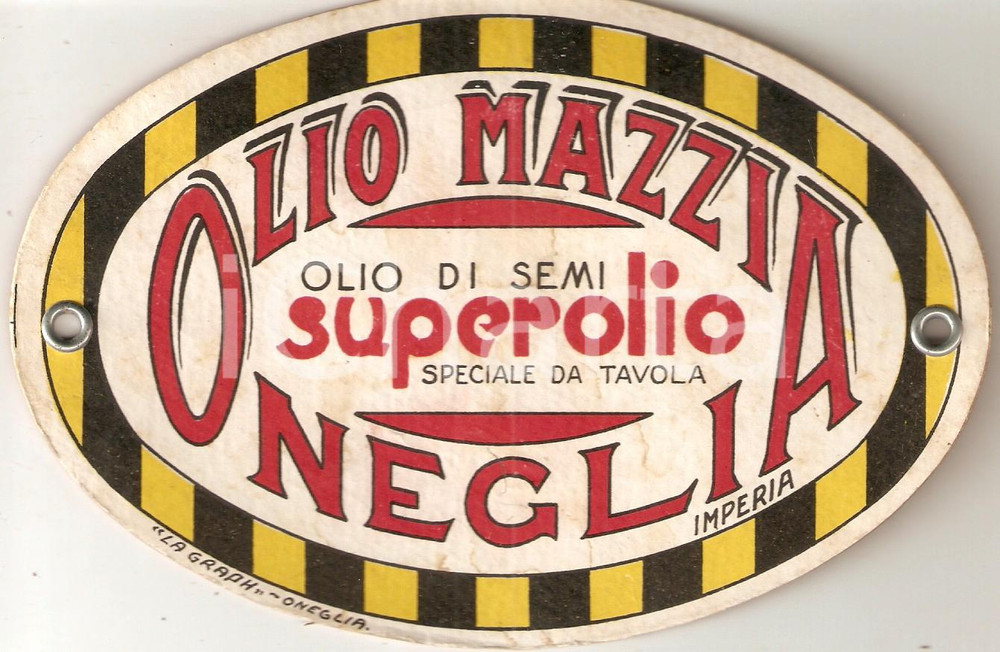 OLIO MAZZIA
OLIO DI SEMI
superolio
SPECIALE DA TAVOLA
ONEGLIA
IMPERIA
"LA GRAPH" ~ ONEGLIA.